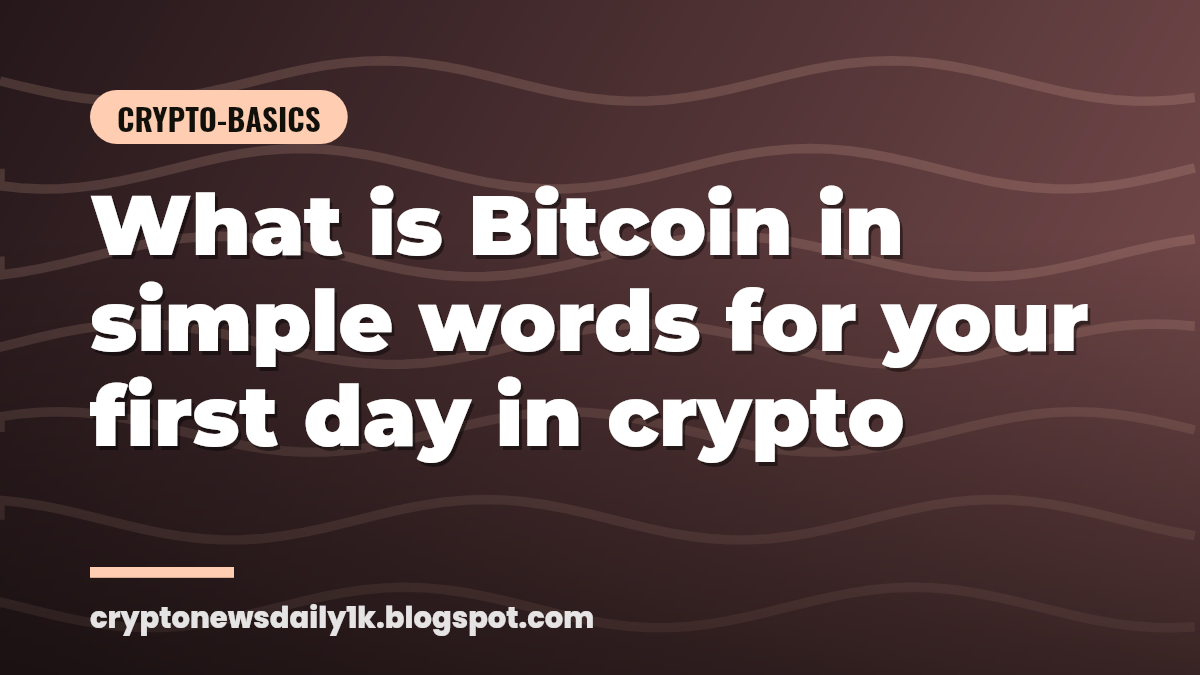 CRYPTO-BASICS
What is Bitcoin in
simple words for your
first day in crypto
cryptonewsdaily1k.blogspot.com